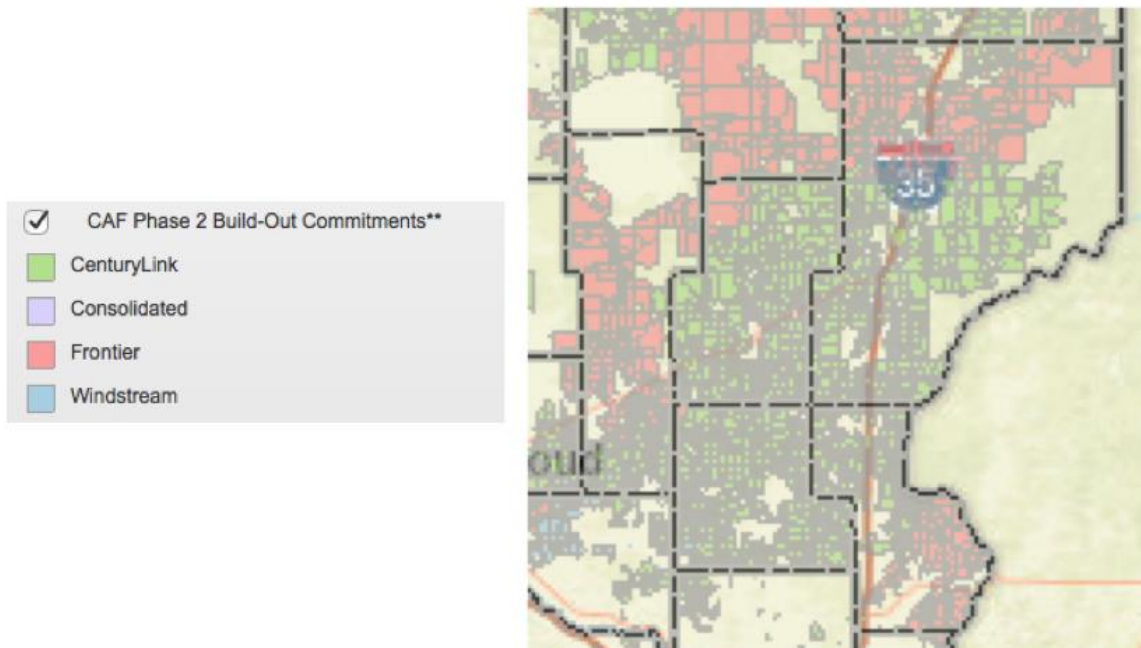 CAF Phase 2 Build-Out Commitments**
CenturyLink
Consolidated
Frontier
Windstream
35
oud